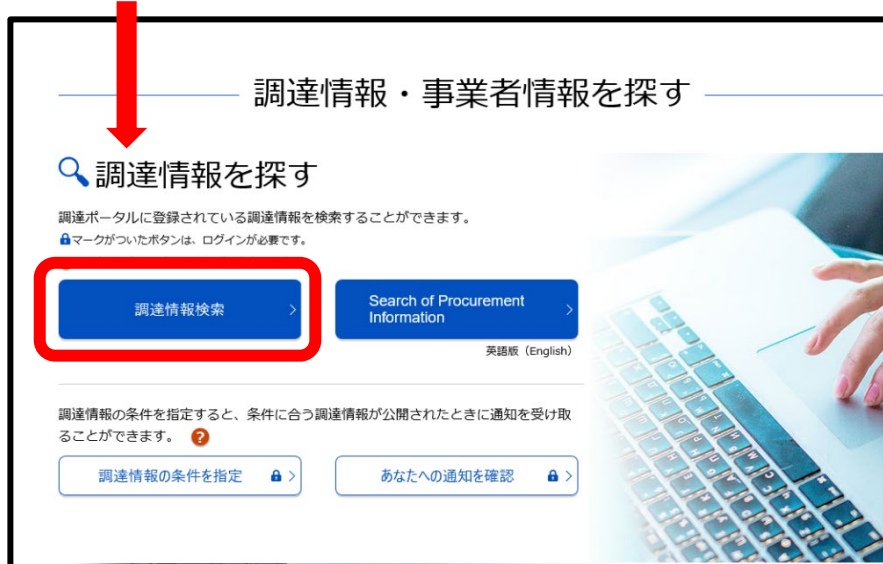 調達情報・事業者情報を探す
調達情報を探す
調達ポータルに登録されている調達情報を検索することができます。
マークがついたボタンは、ログインが必要です。
調達情報検索
Search of Procurement
Information
英語版（English）
調達情報の条件を指定すると、条件に合う調達情報が公開されたときに通知を受け取
ることができます。 ?
調達情報の条件を指定
あなたへの通知を確認